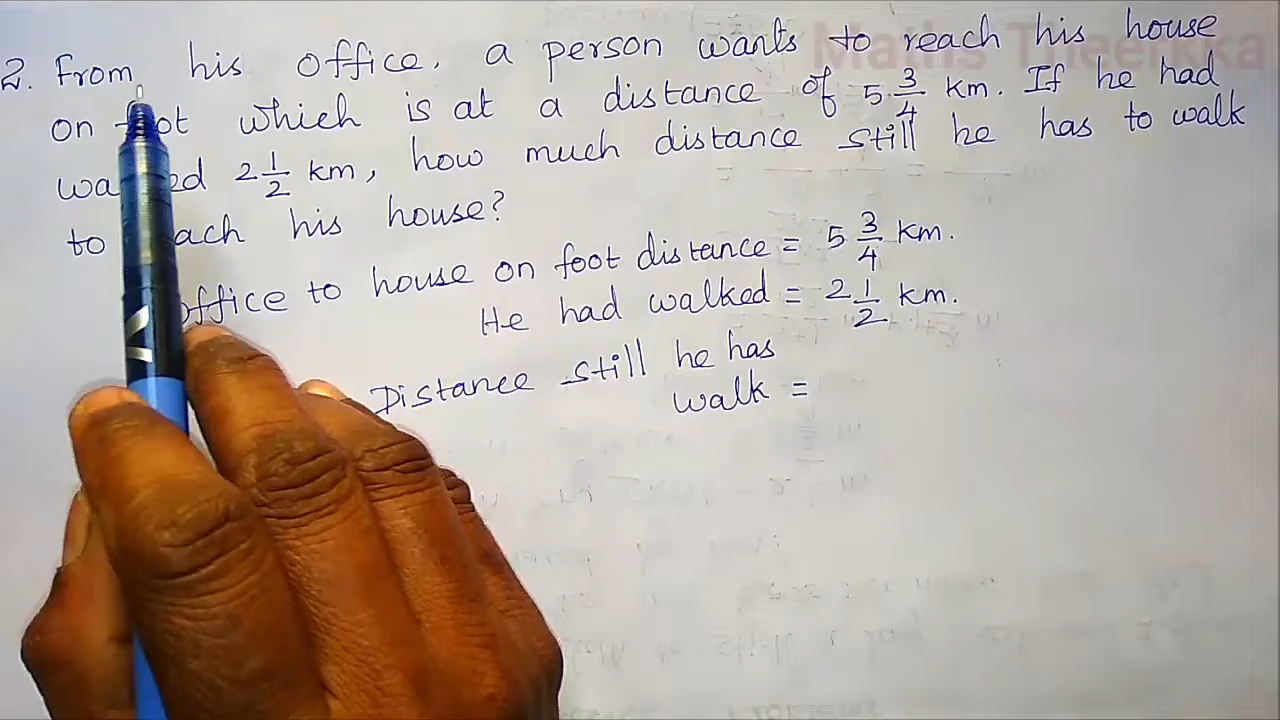 2. From his office, a person wants to reach his house
on foot which is at a distance of 5 3/4 km. If he had
walked 2 1/2 km, how much distance still he has to walk
to reach his house?
office to house on foot distance = 5 3/4 km.
He had walked = 2 1/2 km.
Distance still he has
walk =
Maths Theerkka